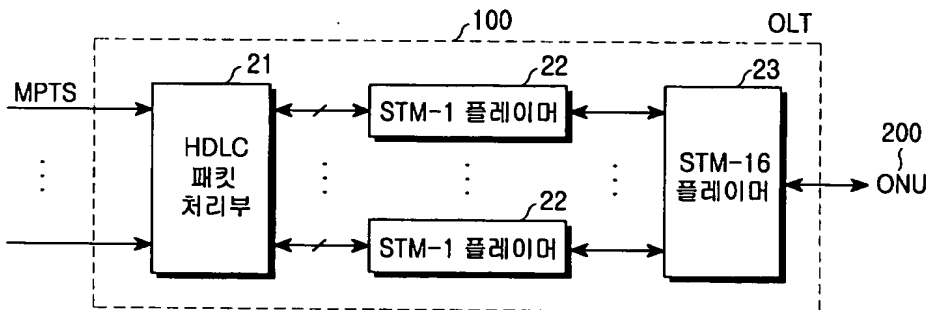 100
OLT
21
22
23
MPTS
STM-1 플레이머
HDLC
패킷
처리부
STM-16
플레이머
200
ONU
22
STM-1 플레이머